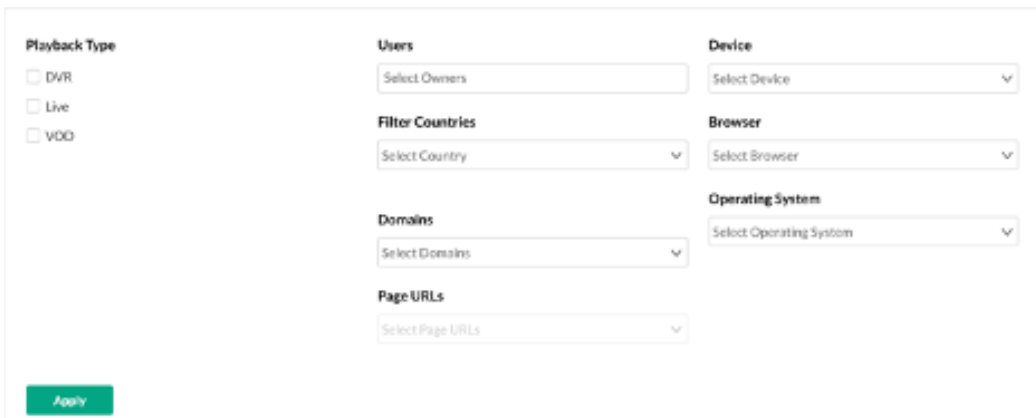 Playback Type
DVR
Live
VOD
Users
Select Owners
Filter Countries
Select Country
Domains
Select Domains
Page URLs
Select Page URLs
Device
Select Device
Browser
Select Browser
Operating System
Select Operating System
Apply